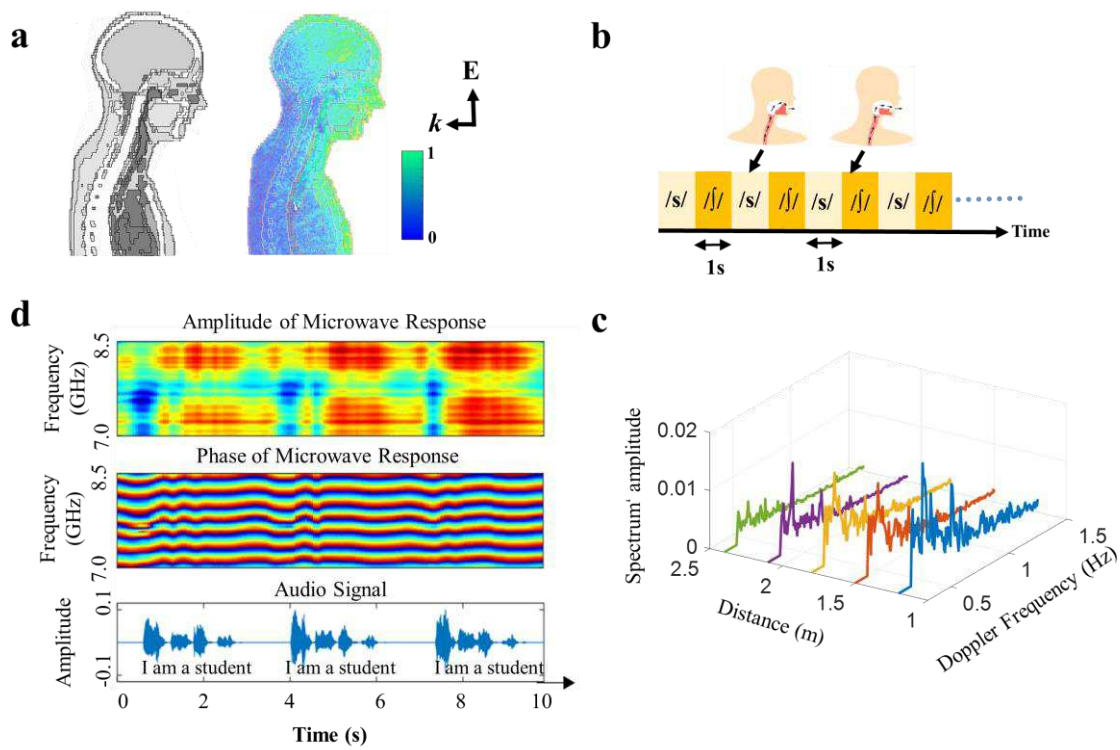 a
E
k
1
0
b
/s/ /ʃ/ /s/ /ʃ/ /s/ /ʃ/ /s/ /ʃ/
Time
1s 1s
d
Amplitude of Microwave Response
Frequency
(GHz)
8.5
7.0
Phase of Microwave Response
Frequency
(GHz)
8.5
7.0
Audio Signal
Amplitude
0.1
-0.1
I am a student I am a student I am a student
0 2 4 6 8 10
Time (s)
c
Spectrum‘ amplitude
0.02
0.01
0
2.5 2 1.5 1
Distance (m)
0.5 1 1.5
Doppler Frequency (Hz)